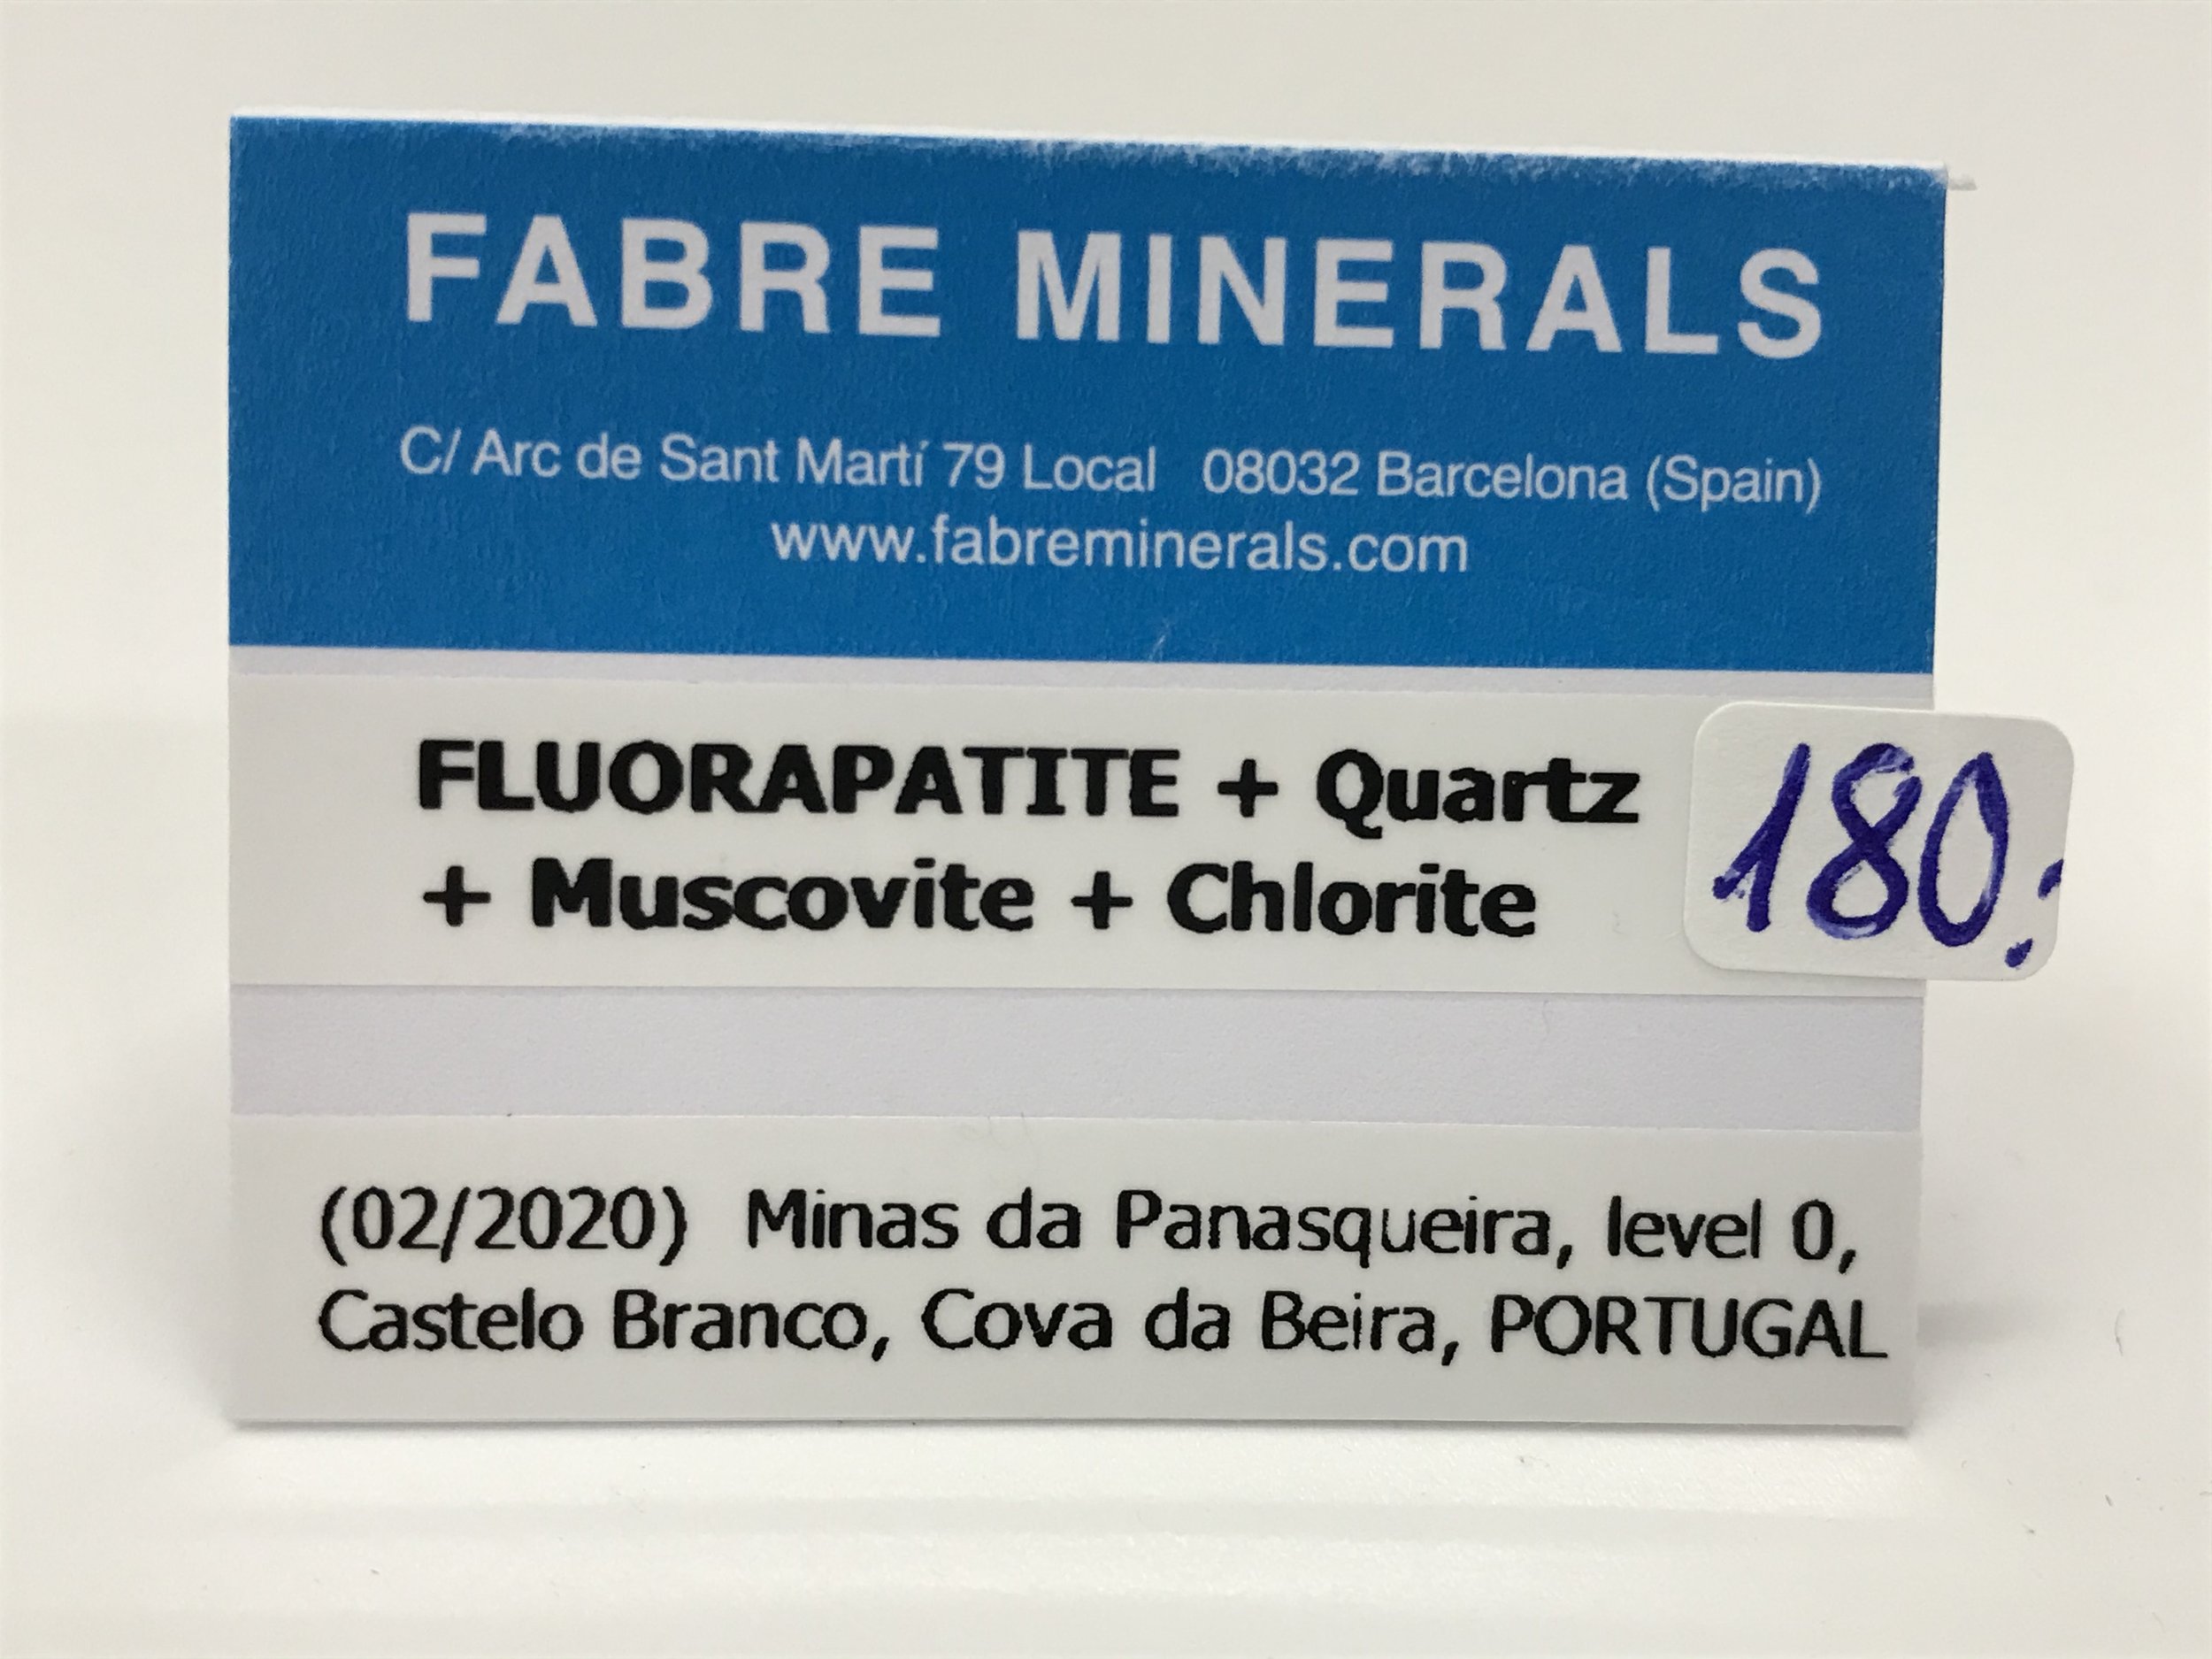 FABRE MINERALS
C/ Arc de Sant Martí 79 Local 08032 Barcelona (Spain)
www.fabreminerals.com
FLUORAPATITE + Quartz
+ Muscovite + Chlorite
180.-
(02/2020) Minas da Panasqueira, level 0,
Castelo Branco, Cova da Beira, PORTUGAL